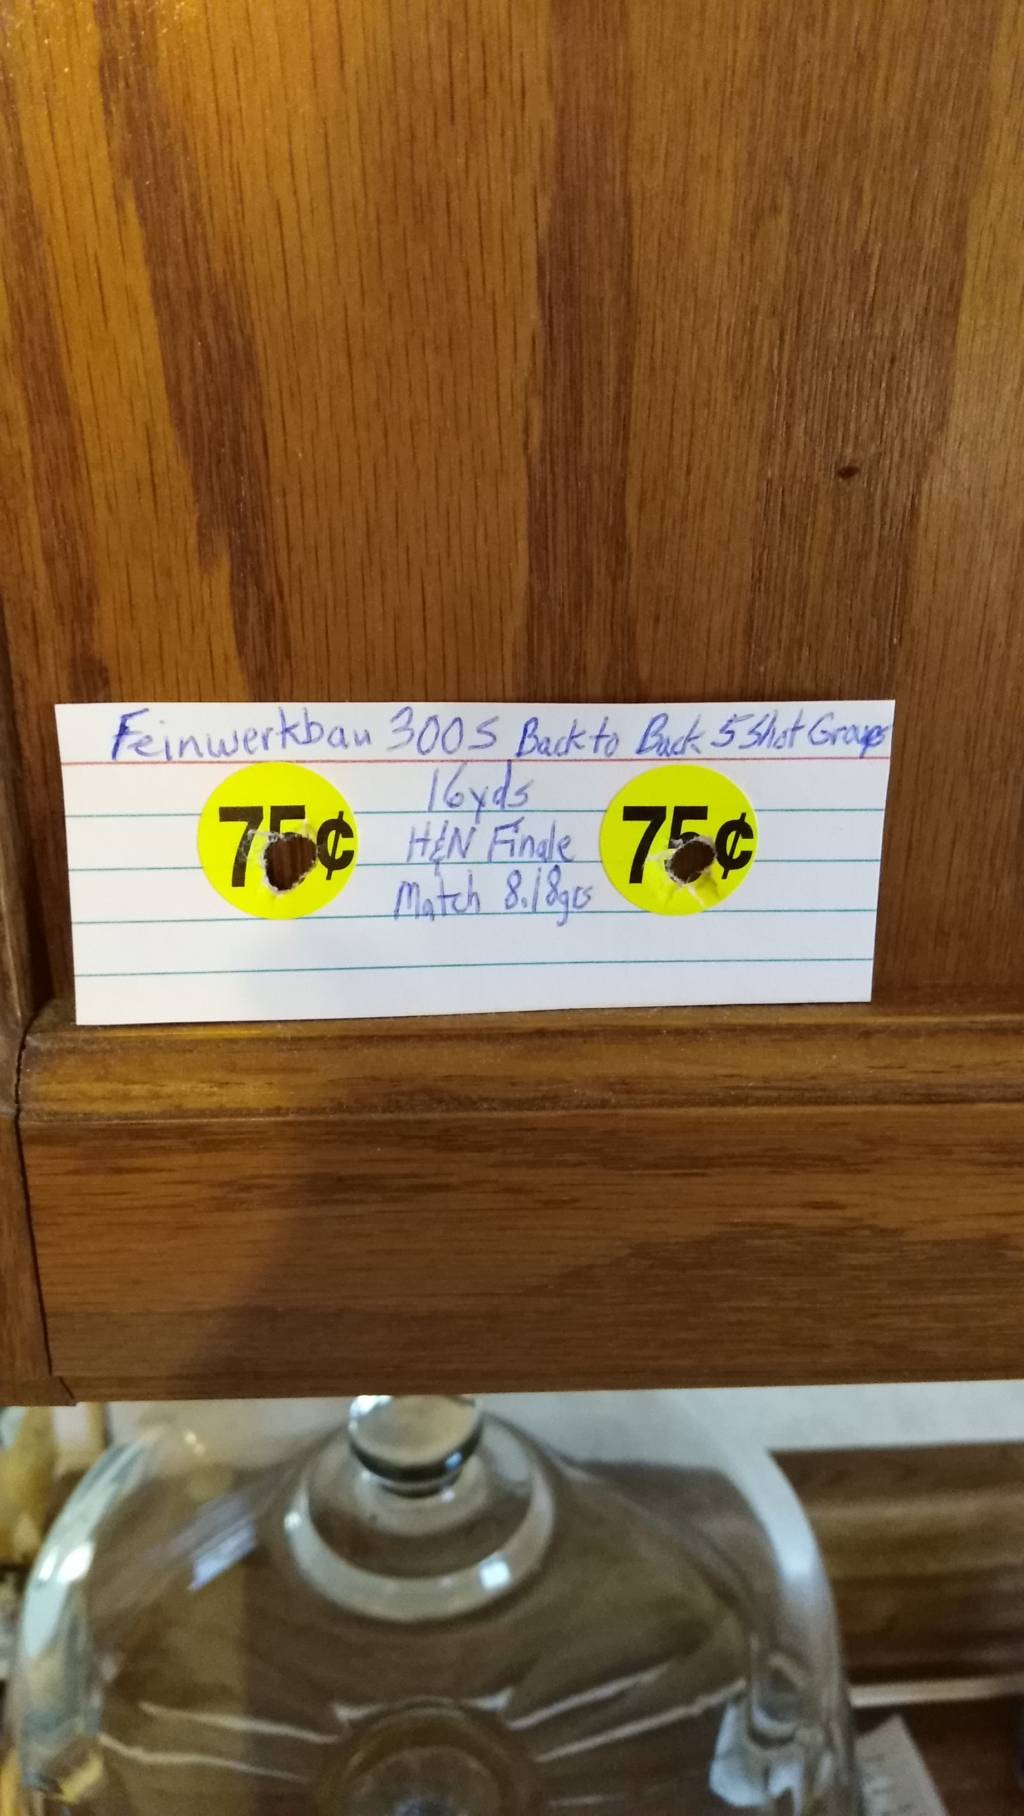 Feinwerkbau 300S Back to Back 5 Shot Groups
16yds
75¢ H&N Finale 75¢
Match 8.18grs